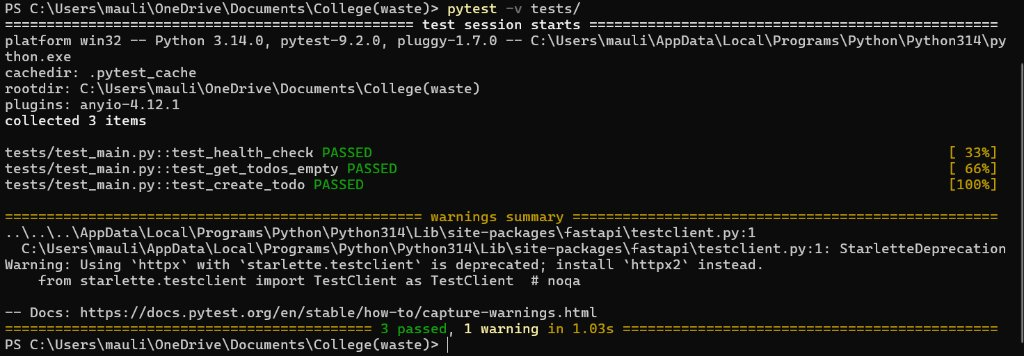 PS C:\Users\mauli\OneDrive\Documents\College(waste)> pytest -v tests/
================================================= test session starts =================================================
platform win32 -- Python 3.14.0, pytest-9.2.0, pluggy-1.7.0 -- C:\Users\mauli\AppData\Local\Programs\Python\Python314\py
thon.exe
cachedir: .pytest_cache
rootdir: C:\Users\mauli\OneDrive\Documents\College(waste)
plugins: anyio-4.12.1
collected 3 items

tests/test_main.py::test_health_check PASSED [ 33%]
tests/test_main.py::test_get_todos_empty PASSED [ 66%]
tests/test_main.py::test_create_todo PASSED [100%]

================================================== warnings summary ===================================================
..\..\..\AppData\Local\Programs\Python\Python314\Lib\site-packages\fastapi\testclient.py:1
  C:\Users\mauli\AppData\Local\Programs\Python\Python314\Lib\site-packages\fastapi\testclient.py:1: StarletteDeprecation
Warning: Using `httpx` with `starlette.testclient` is deprecated; install `httpx2` instead.
    from starlette.testclient import TestClient as TestClient  # noqa

-- Docs: https://docs.pytest.org/en/stable/how-to/capture-warnings.html
============================================ 3 passed, 1 warning in 1.03s =============================================
PS C:\Users\mauli\OneDrive\Documents\College(waste)>